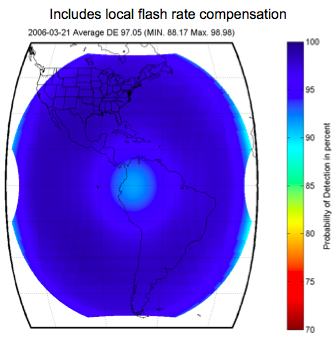 Includes local flash rate compensation
2006-03-21 Average DE 97.05 (MIN. 88.17 Max. 98.98)
100
95
90
85
80
75
70
Probability of Detection in percent